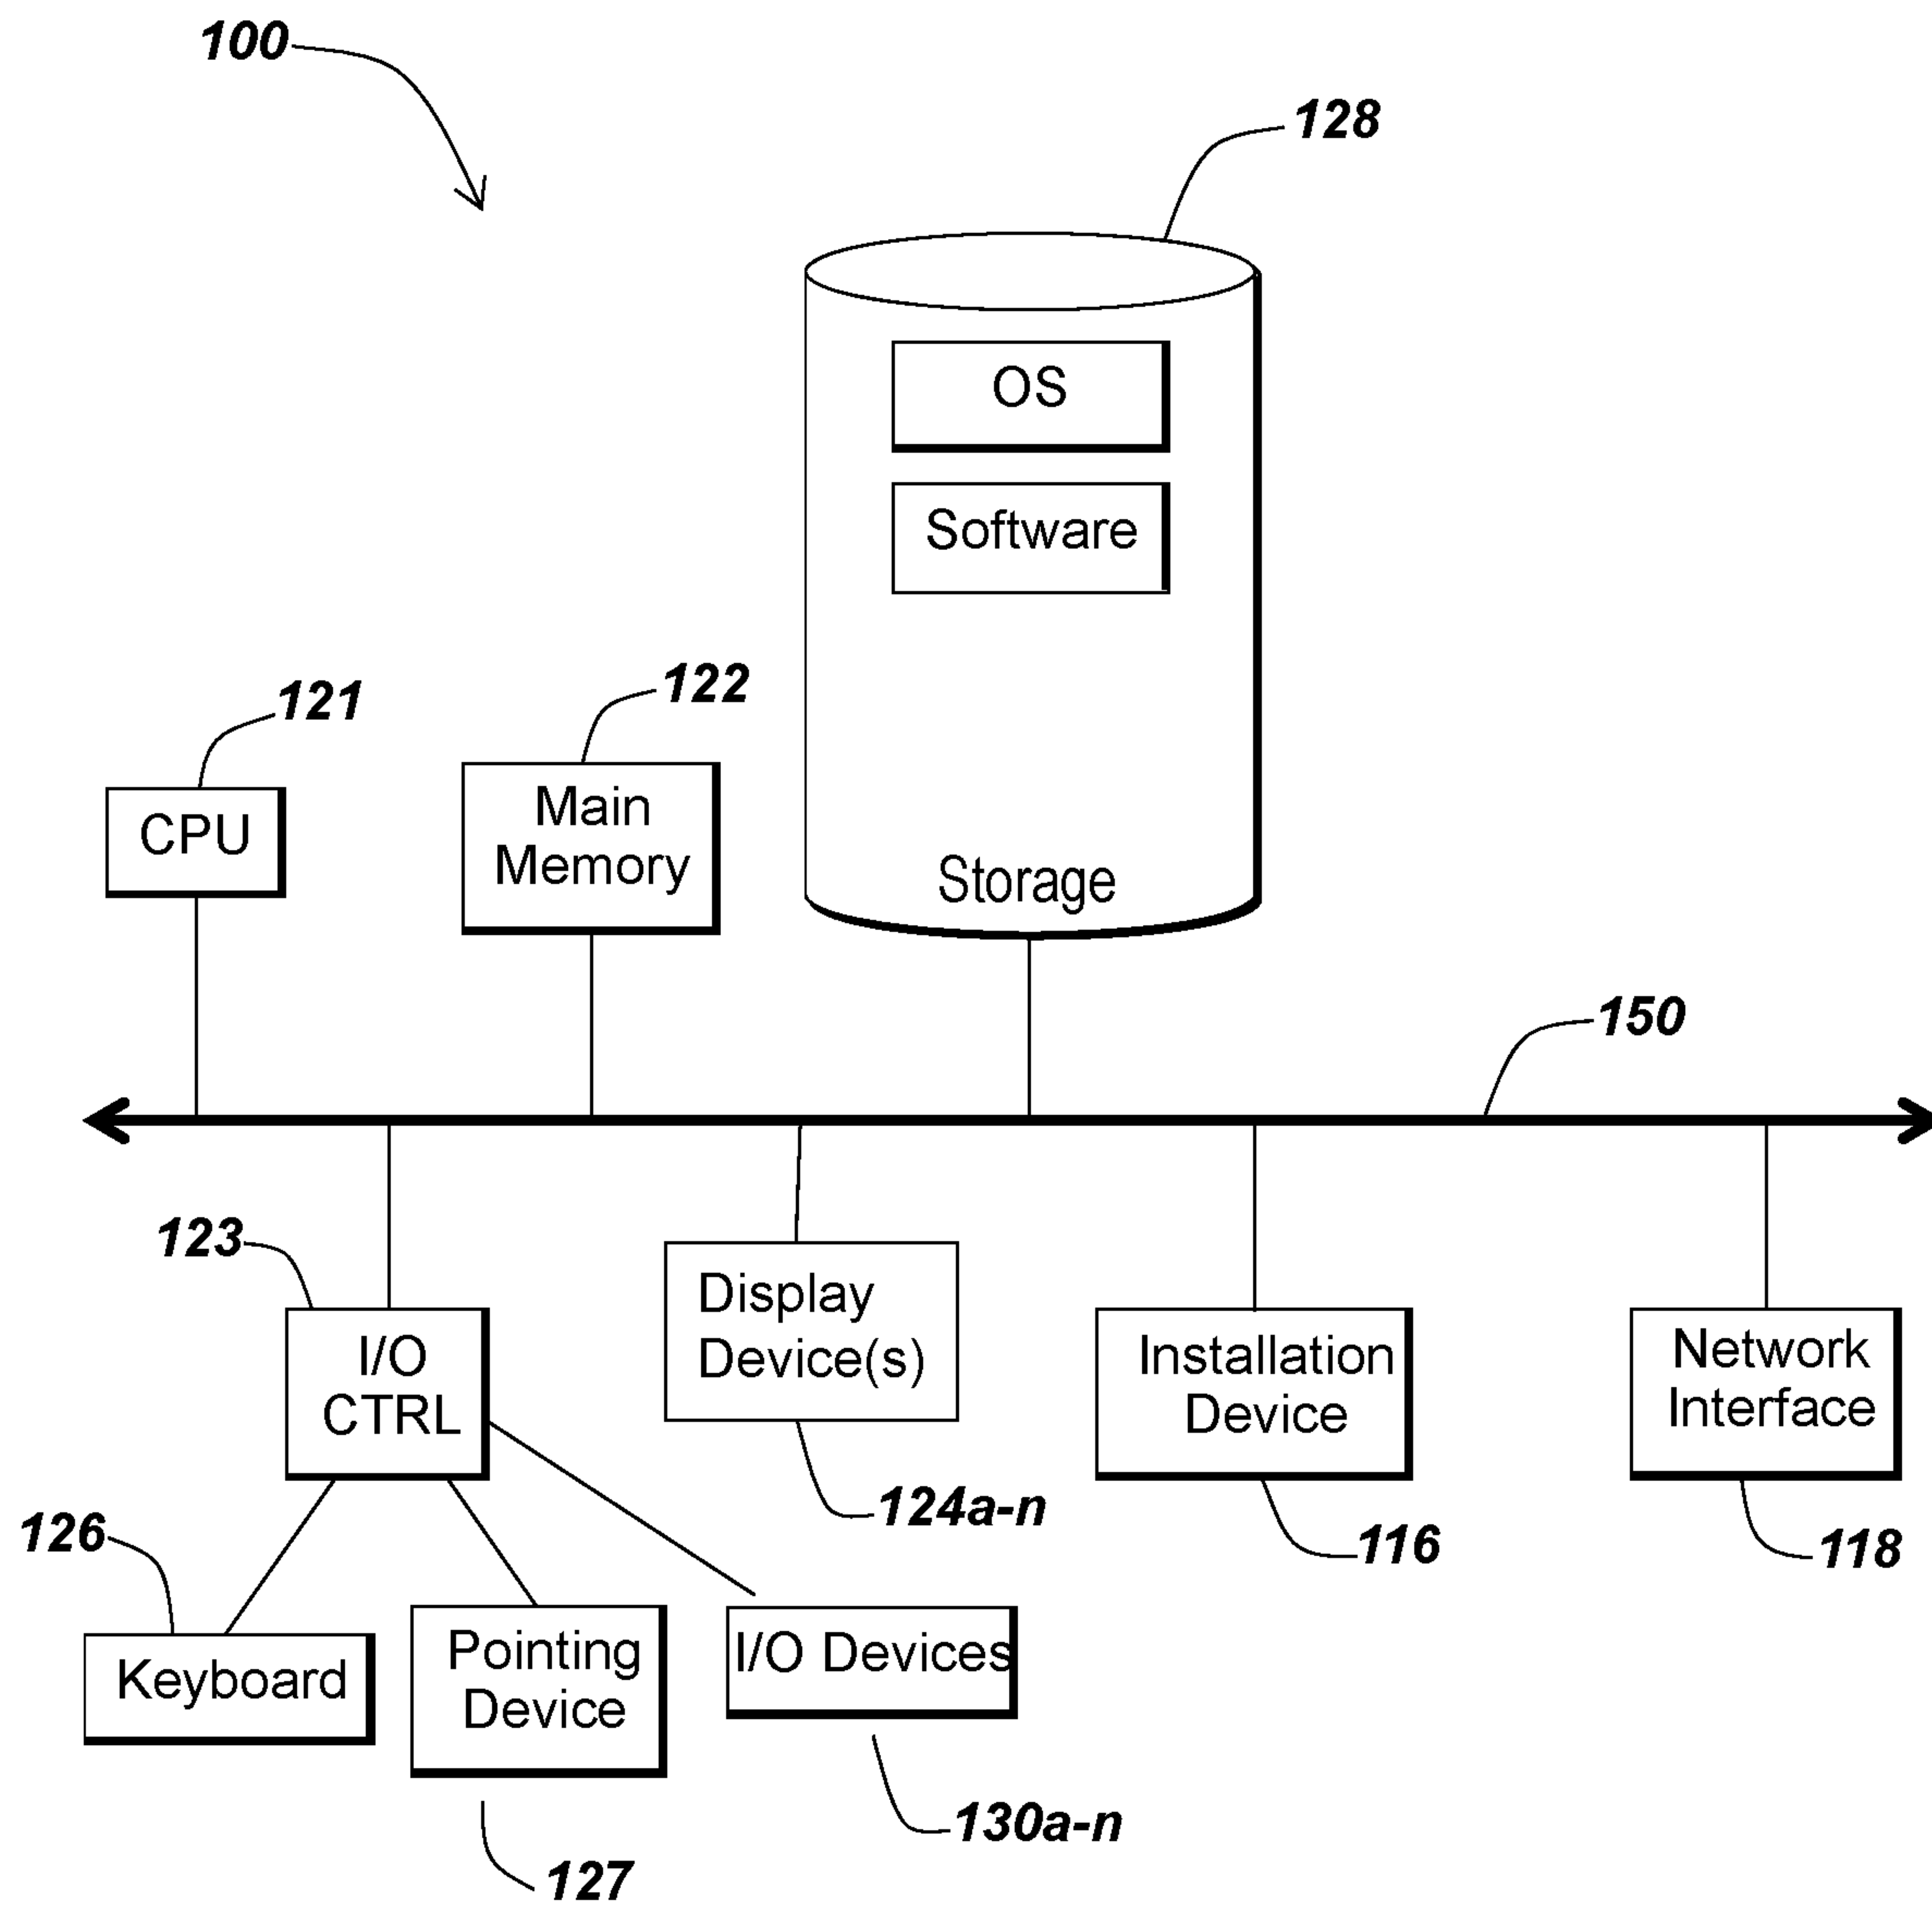 100
128
OS
Software
121
122
CPU
Main
Memory
Storage
150
123
I/O
CTRL
Display
Device(s)
Installation
Device
Network
Interface
124a-n
116
118
126
Keyboard
Pointing
Device
I/O Devices
130a-n
127